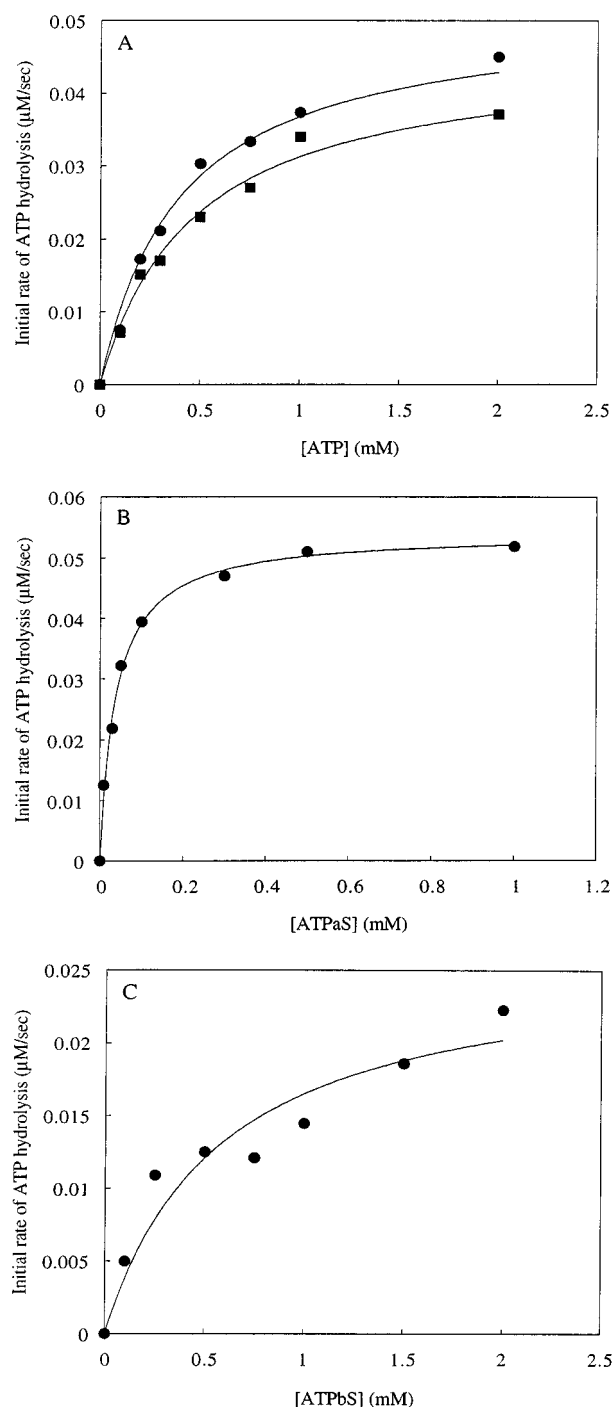 A
0.05
0.04
0.03
0.02
0.01
0
Initial rate of ATP hydrolysis (µM/sec)
0 0.5 1 1.5 2 2.5
[ATP] (mM)
B
0.06
0.05
0.04
0.03
0.02
0.01
0
Initial rate of ATP hydrolysis (µM/sec)
0 0.2 0.4 0.6 0.8 1 1.2
[ATPaS] (mM)
C
0.025
0.02
0.015
0.01
0.005
0
Initial rate of ATP hydrolysis (µM/sec)
0 0.5 1 1.5 2 2.5
[ATPbS] (mM)